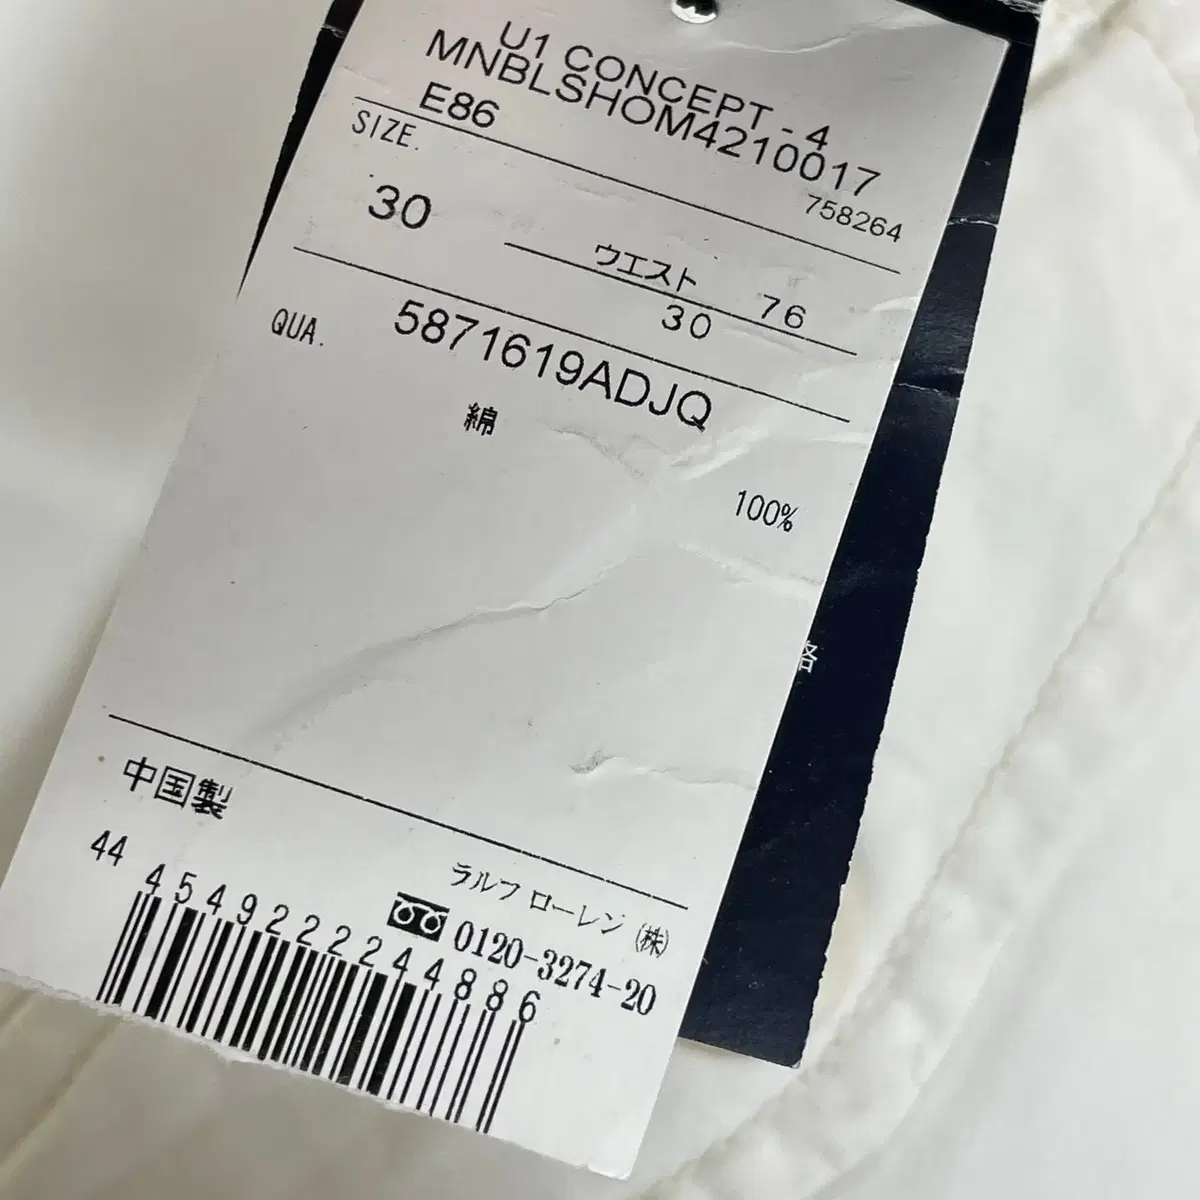 U1 CONCEPT - 4
MNBLSHOM4210017
E86
758264
SIZE.
30
ウエスト 76
30
QUA.
5871619ADJQ
綿
100%
格
中国製
44
ラルフ ローレン (株)
0120-3274-20
4549222244886